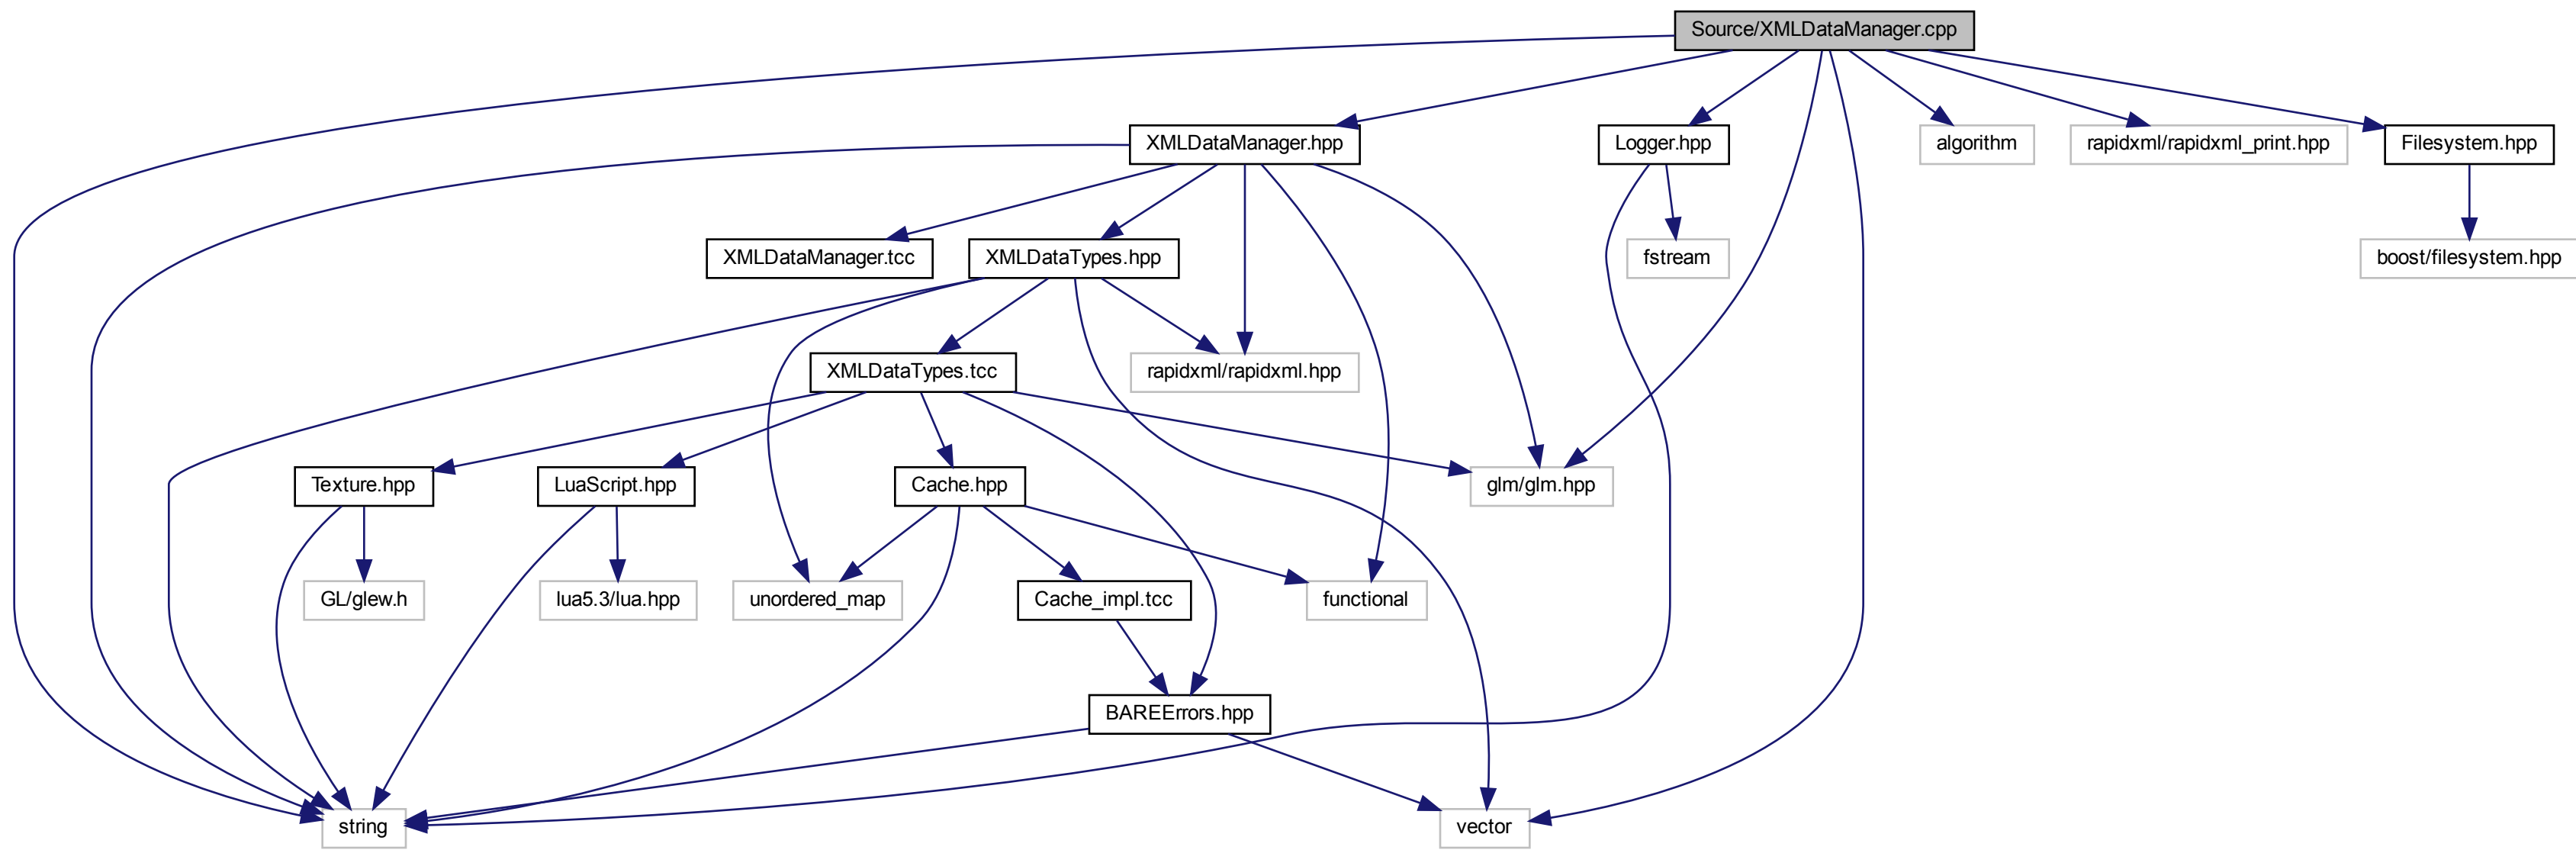 Source/XMLDataManager.cpp
XMLDataManager.hpp
Logger.hpp
algorithm
rapidxml/rapidxml_print.hpp
Filesystem.hpp
XMLDataManager.tcc
XMLDataTypes.hpp
fstream
boost/filesystem.hpp
XMLDataTypes.tcc
rapidxml/rapidxml.hpp
Texture.hpp
LuaScript.hpp
Cache.hpp
glm/glm.hpp
GL/glew.h
lua5.3/lua.hpp
unordered_map
Cache_impl.tcc
functional
BAREErrors.hpp
string
vector